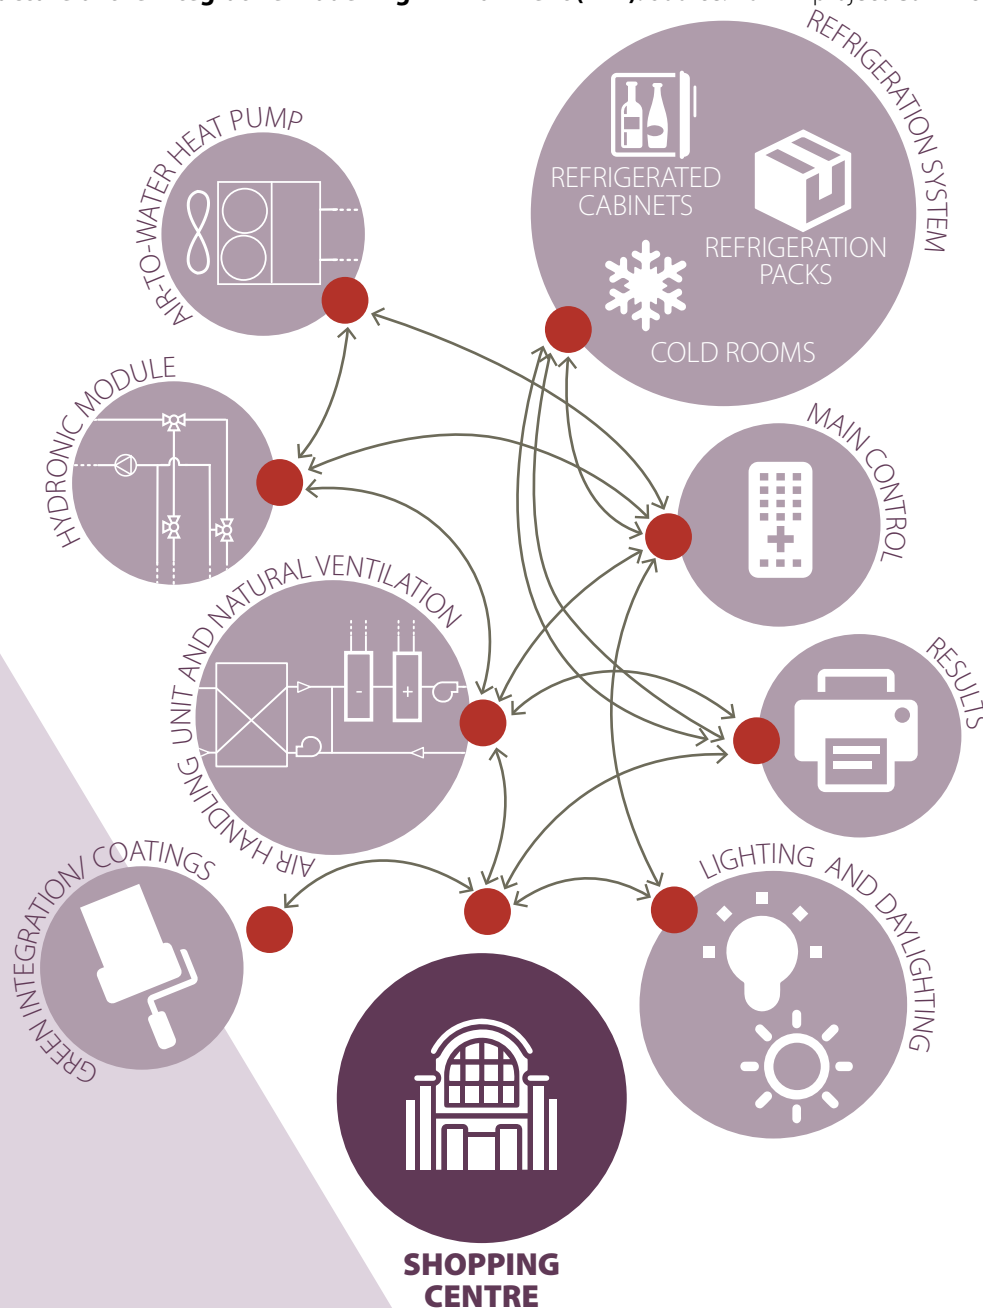 REFRIGERATION SYSTEM
REFRIGERATED
CABINETS
REFRIGERATION
PACKS
COLD ROOMS
AIR-TO-WATER HEAT PUMP
HYDRONIC MODULE
MAIN CONTROL
AIR HANDLING UNIT AND NATURAL VENTILATION
RESULTS
GREEN INTEGRATION/ COATINGS
LIGHTING AND DAYLIGHTING
SHOPPING
CENTRE